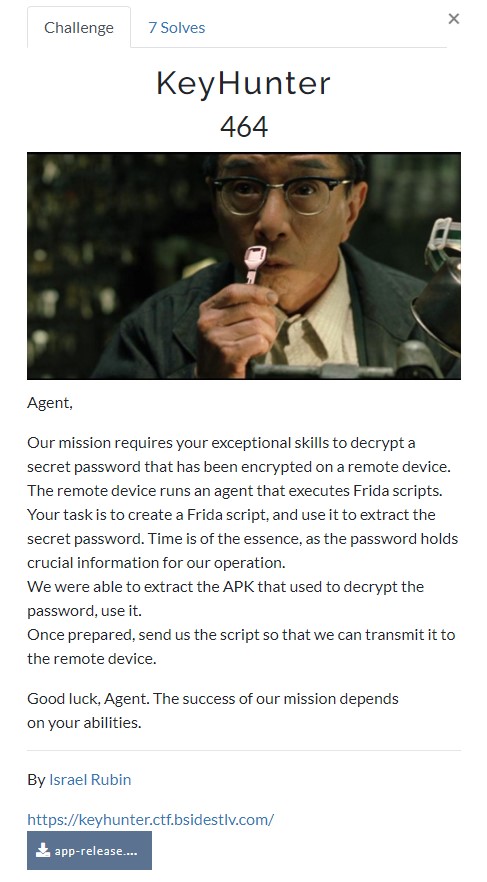 Challenge
7 Solves
×
KeyHunter
464
Agent,
Our mission requires your exceptional skills to decrypt a
secret password that has been encrypted on a remote device.
The remote device runs an agent that executes Frida scripts.
Your task is to create a Frida script, and use it to extract the
secret password. Time is of the essence, as the password holds
crucial information for our operation.
We were able to extract the APK that used to decrypt the
password, use it.
Once prepared, send us the script so that we can transmit it to
the remote device.
Good luck, Agent. The success of our mission depends
on your abilities.
By Israel Rubin
https://keyhunter.ctf.bsidestlv.com/
app-release....